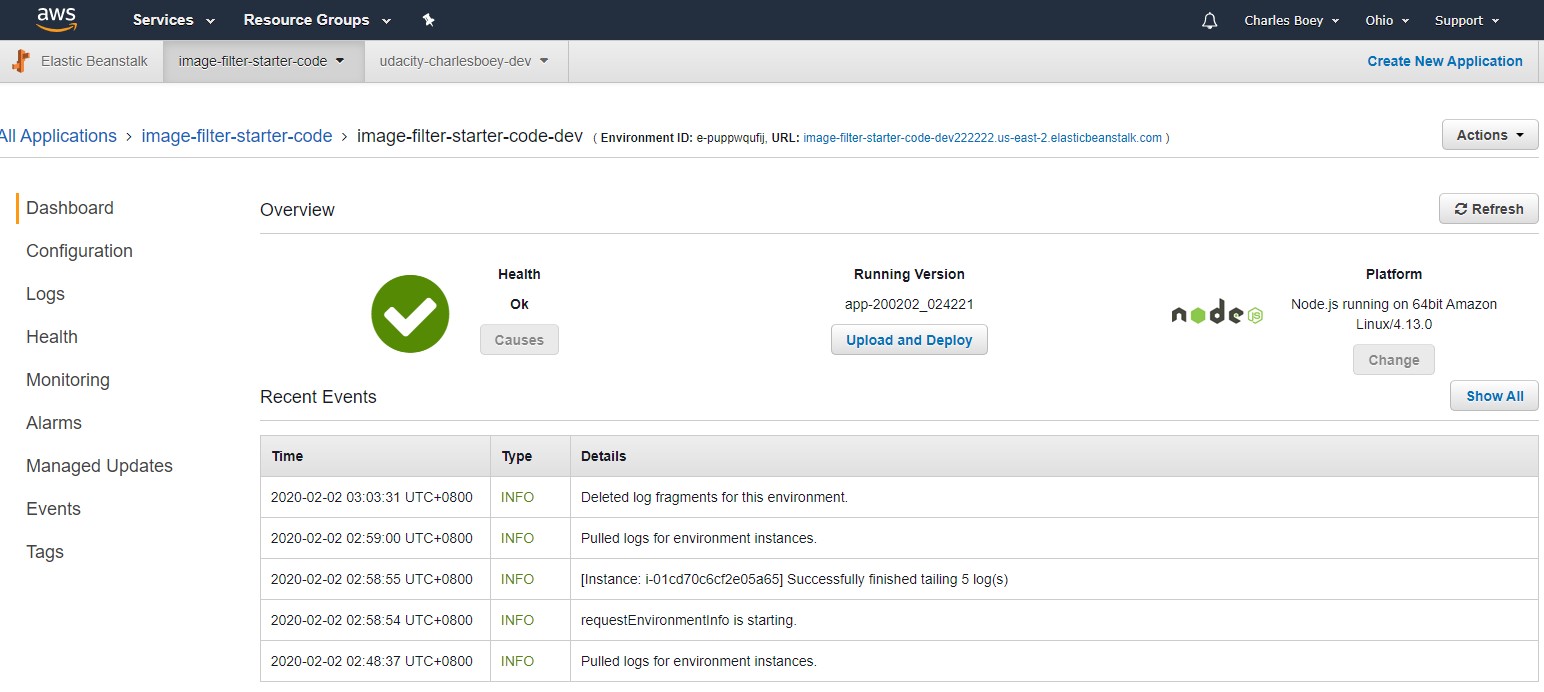 aws Services Resource Groups Charles Boey Ohio Support
Elastic Beanstalk image-filter-starter-code udacity-charlesboey-dev Create New Application
All Applications > image-filter-starter-code > image-filter-starter-code-dev ( Environment ID: e-puppwqufij, URL: image-filter-starter-code-dev222222.us-east-2.elasticbeanstalk.com ) Actions
Dashboard
Configuration
Logs
Health
Monitoring
Alarms
Managed Updates
Events
Tags
Overview Refresh
Health
Ok
Causes
Running Version
app-200202_024221
Upload and Deploy
node JS
Platform
Node.js running on 64bit Amazon
Linux/4.13.0
Change
Recent Events Show All
Time Type Details
2020-02-02 03:03:31 UTC+0800 INFO Deleted log fragments for this environment.
2020-02-02 02:59:00 UTC+0800 INFO Pulled logs for environment instances.
2020-02-02 02:58:55 UTC+0800 INFO [Instance: i-01cd70c6cf2e05a65] Successfully finished tailing 5 log(s)
2020-02-02 02:58:54 UTC+0800 INFO requestEnvironmentInfo is starting.
2020-02-02 02:48:37 UTC+0800 INFO Pulled logs for environment instances.